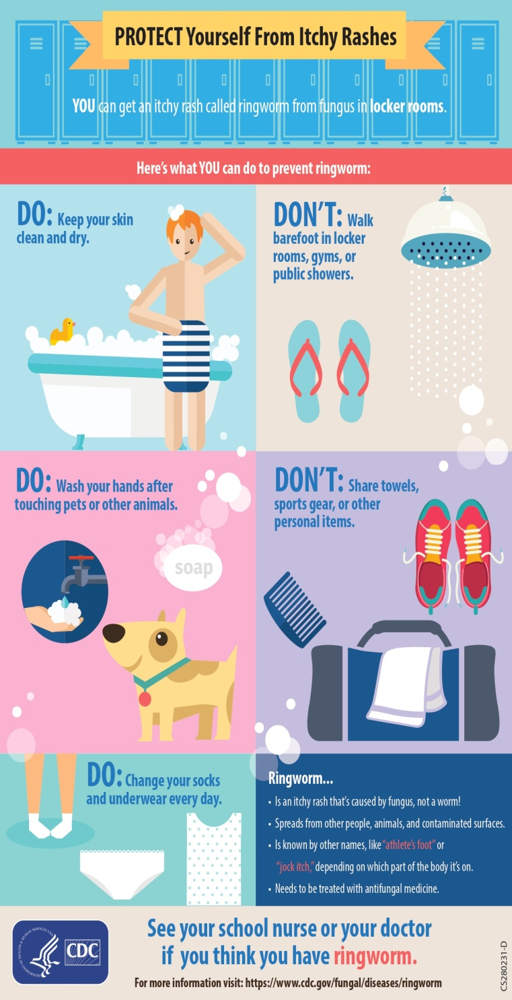 PROTECT Yourself From Itchy Rashes
YOU can get an itchy rash called ringworm from fungus in locker rooms.
Here's what YOU can do to prevent ringworm:
DO: Keep your skin
clean and dry.
DON'T: Walk
barefoot in locker
rooms, gyms, or
public showers.
DO: Wash your hands after
touching pets or other animals.
soap
DON'T: Share towels,
sports gear, or other
personal items.
DO: Change your socks
and underwear every day.
Ringworm...
• Is an itchy rash that's caused by fungus, not a worm!
• Spreads from other people, animals, and contaminated surfaces.
• Is known by other names, like "athlete's foot" or
"jock itch," depending on which part of the body it's on.
• Needs to be treated with antifungal medicine.
DEPARTMENT OF HEALTH & HUMAN SERVICES • USA
CDC
See your school nurse or your doctor
if you think you have ringworm.
For more information visit: https://www.cdc.gov/fungal/diseases/ringworm
CS280231-D